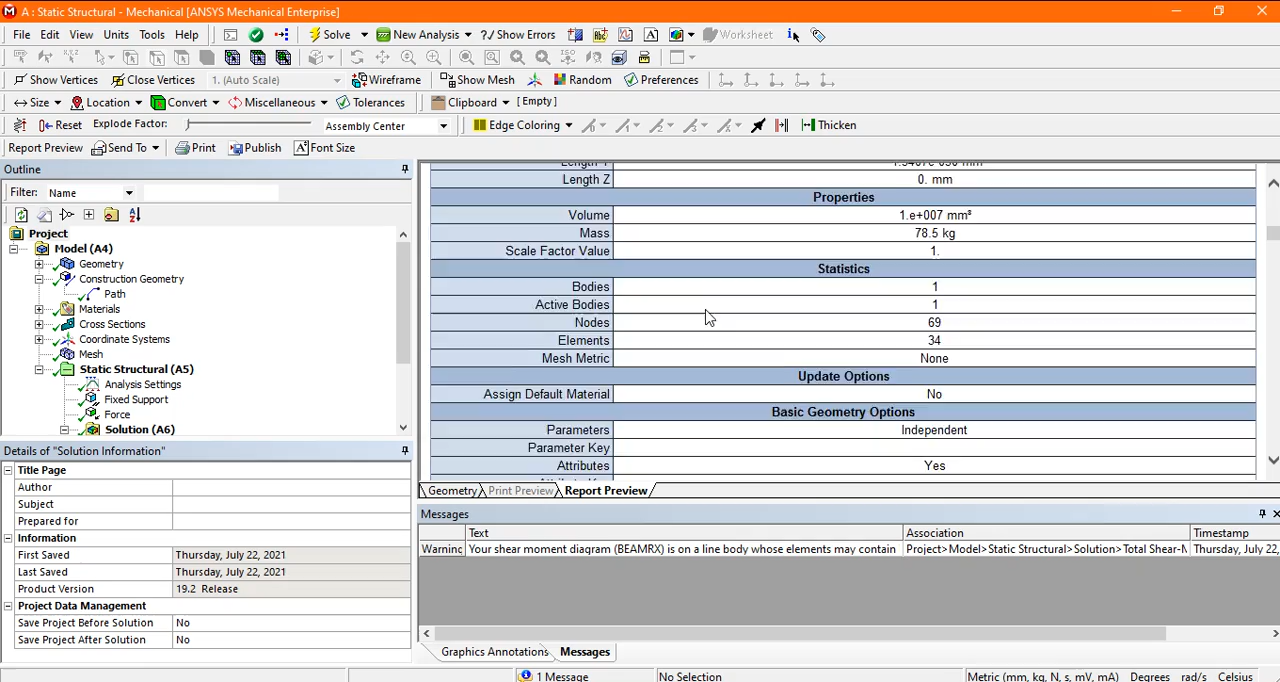 A : Static Structural - Mechanical [ANSYS Mechanical Enterprise]
File Edit View Units Tools Help Solve New Analysis Show Errors Worksheet
Show Vertices Close Vertices 1. (Auto Scale) Wireframe Show Mesh Random Preferences
Size Location Convert Miscellaneous Tolerances Clipboard [ Empty ]
Reset Explode Factor: Assembly Center Edge Coloring Thicken
Report Preview Send To Print Publish Font Size
Outline
Filter: Name
Project
Model (A4)
Geometry
Construction Geometry
Path
Materials
Cross Sections
Coordinate Systems
Mesh
Static Structural (A5)
Analysis Settings
Fixed Support
Force
Solution (A6)
Details of "Solution Information"
Title Page
Author
Subject
Prepared for
Information
First Saved Thursday, July 22, 2021
Last Saved Thursday, July 22, 2021
Product Version 19.2 Release
Project Data Management
Save Project Before Solution No
Save Project After Solution No
Length Z 0. mm
Properties
Volume 1.e+007 mm³
Mass 78.5 kg
Scale Factor Value 1.
Statistics
Bodies 1
Active Bodies 1
Nodes 69
Elements 34
Mesh Metric None
Update Options
Assign Default Material No
Basic Geometry Options
Parameters Independent
Parameter Key
Attributes Yes
Geometry Print Preview Report Preview
Messages
Text Association Timestamp
Warning Your shear moment diagram (BEAMRX) is on a line body whose elements may contain Project>Model>Static Structural>Solution>Total Shear-M Thursday, July 22,
Graphics Annotations Messages
1 Message No Selection Metric (mm, kg, N, s, mV, mA) Degrees rad/s Celsius